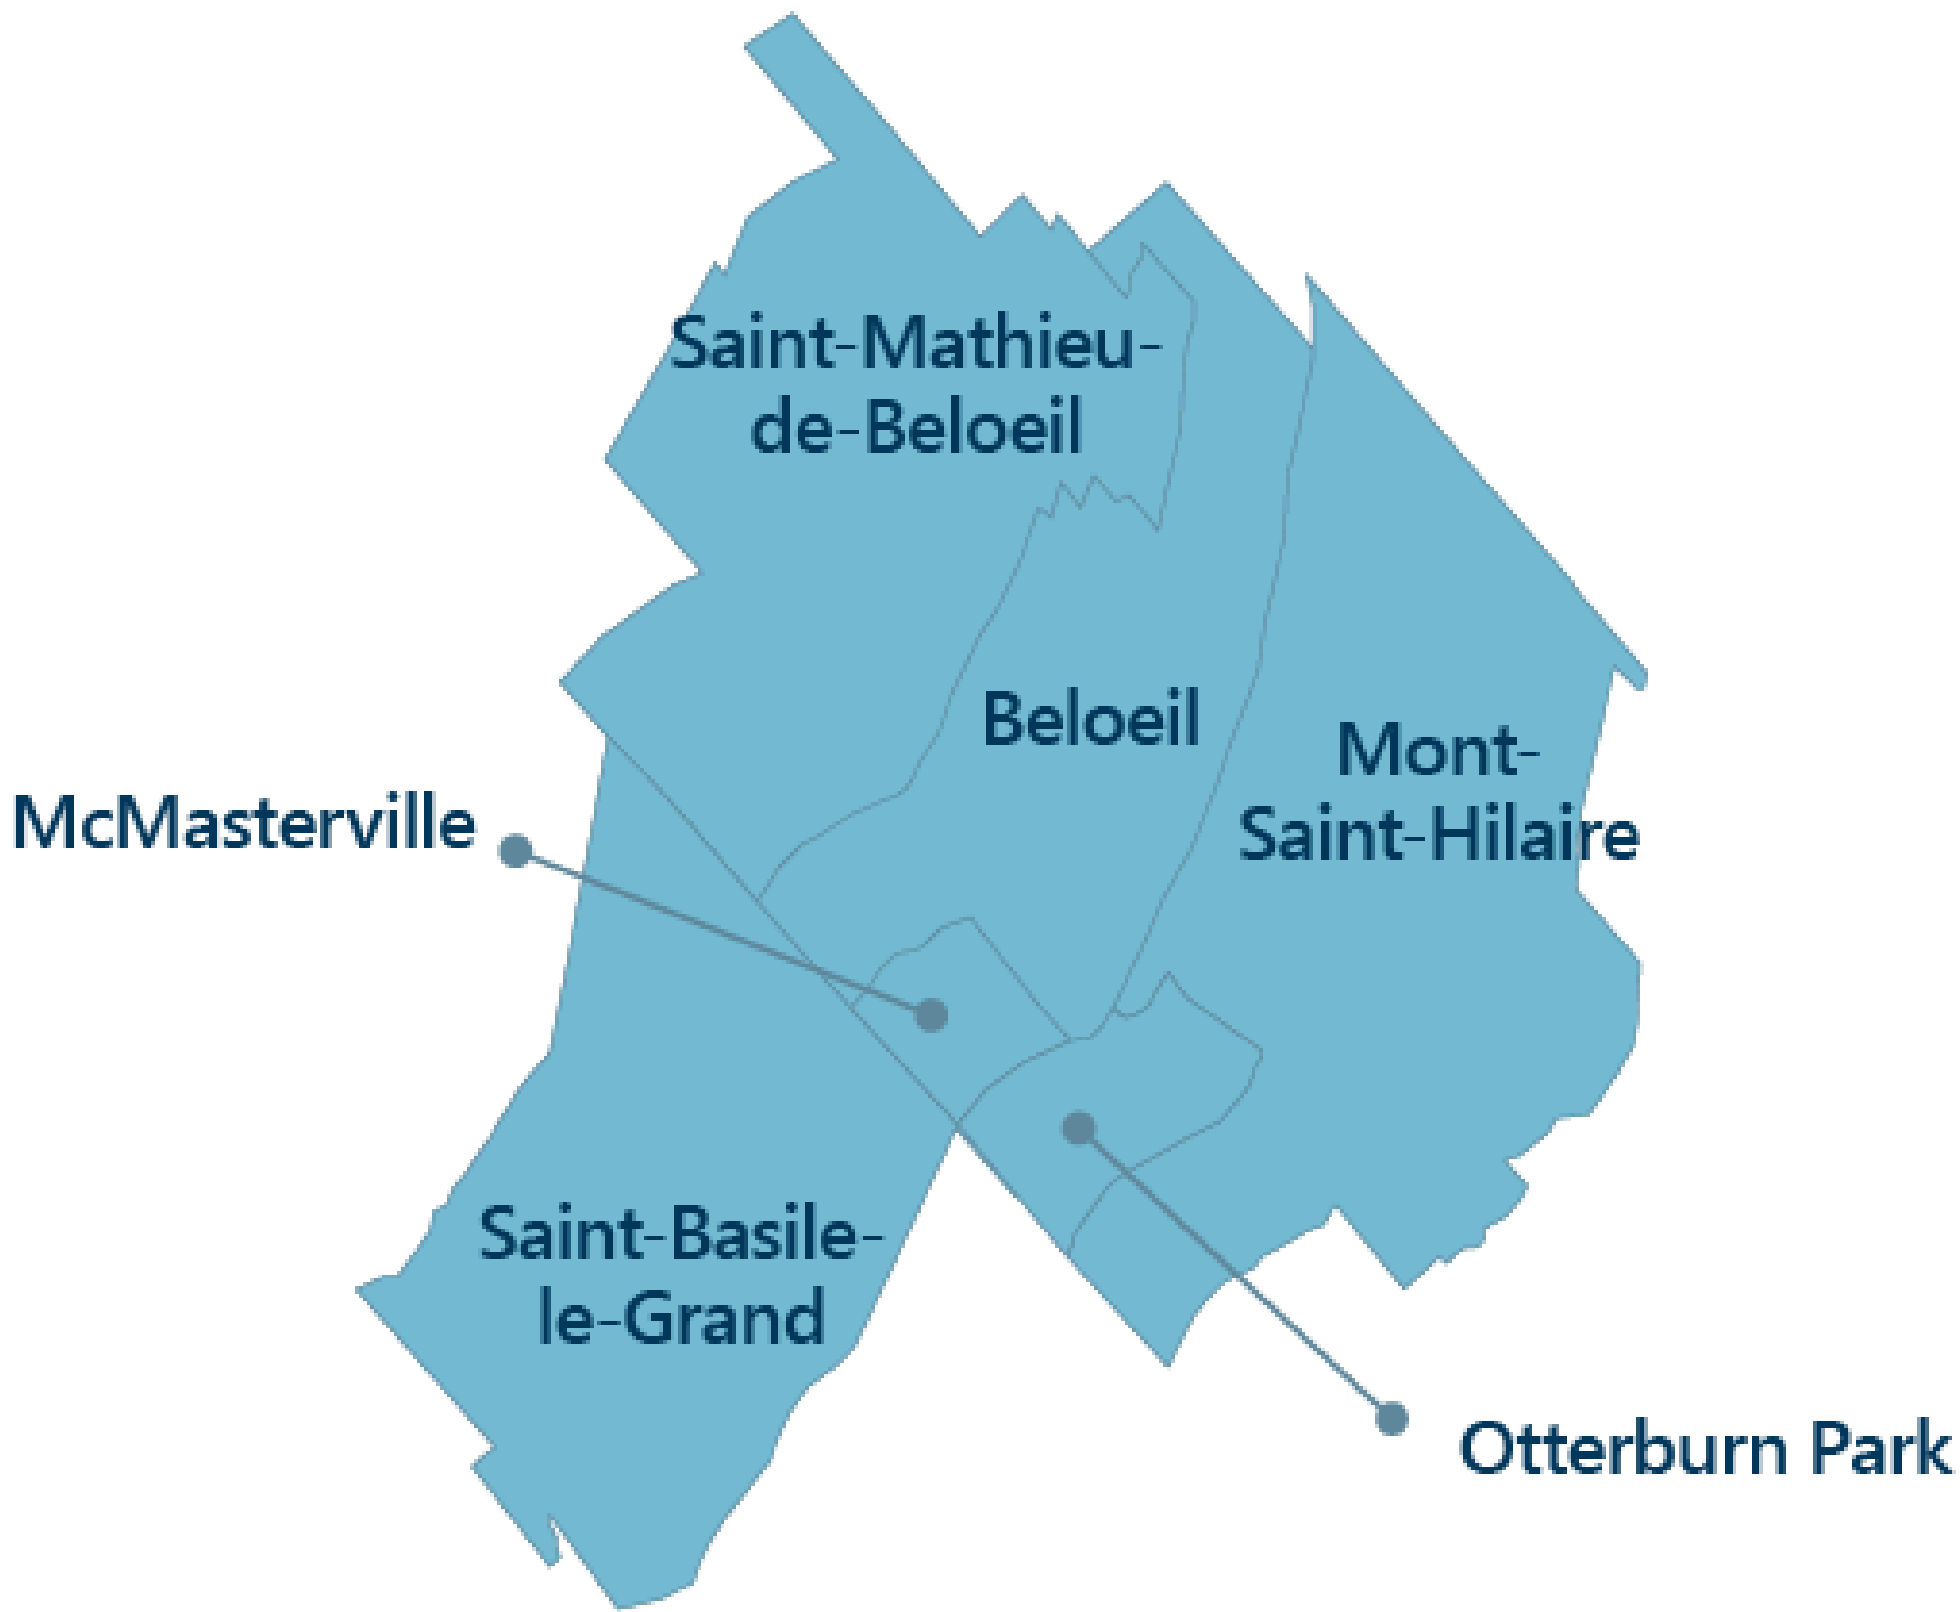 Saint-Mathieu-
de-Beloeil
Beloeil
Mont-
Saint-Hilaire
McMasterville
Saint-Basile-
le-Grand
Otterburn Park